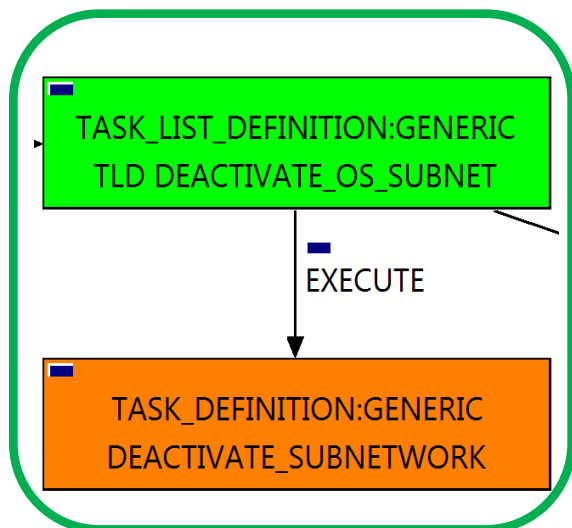 TASK_LIST_DEFINITION:GENERIC
TLD DEACTIVATE_OS_SUBNET
EXECUTE
TASK_DEFINITION:GENERIC
DEACTIVATE_SUBNETWORK